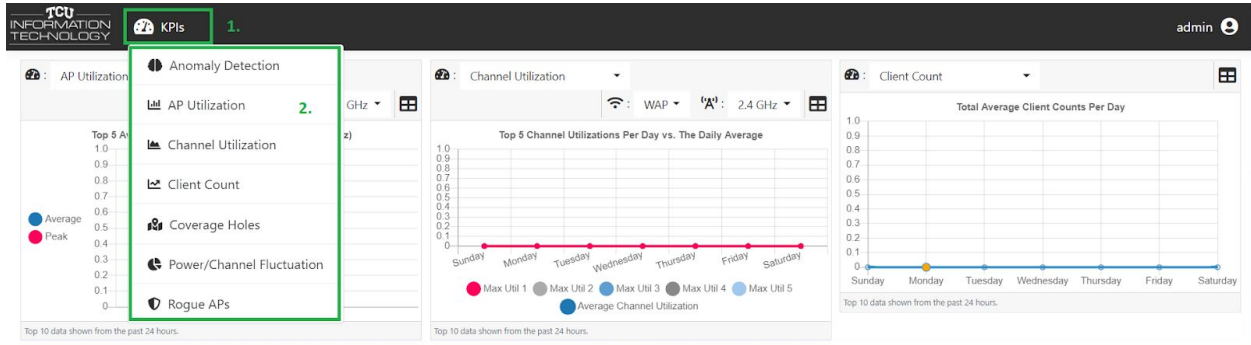 TCU
INFORMATION
TECHNOLOGY
KPIs
1.
admin
Anomaly Detection
AP Utilization
2.
Channel Utilization
Client Count
Coverage Holes
Power/Channel Fluctuation
Rogue APs
: AP Utilization
GHz
Top 5 Av
z)
1.0
0.9
0.8
0.7
0.6
0.5
0.4
0.3
0.2
0.1
0
Average
Peak
Top 10 data shown from the past 24 hours.
: Channel Utilization
: WAP
"A" : 2.4 GHz
Top 5 Channel Utilizations Per Day vs. The Daily Average
1.0
0.9
0.8
0.7
0.6
0.5
0.4
0.3
0.2
0.1
0
Sunday Monday Tuesday Wednesday Thursday Friday Saturday
Max Util 1 Max Util 2 Max Util 3 Max Util 4 Max Util 5
Average Channel Utilization
Top 10 data shown from the past 24 hours.
: Client Count
Total Average Client Counts Per Day
1.0
0.9
0.8
0.7
0.6
0.5
0.4
0.3
0.2
0.1
0
Sunday Monday Tuesday Wednesday Thursday Friday Saturday
Top 10 data shown from the past 24 hours.